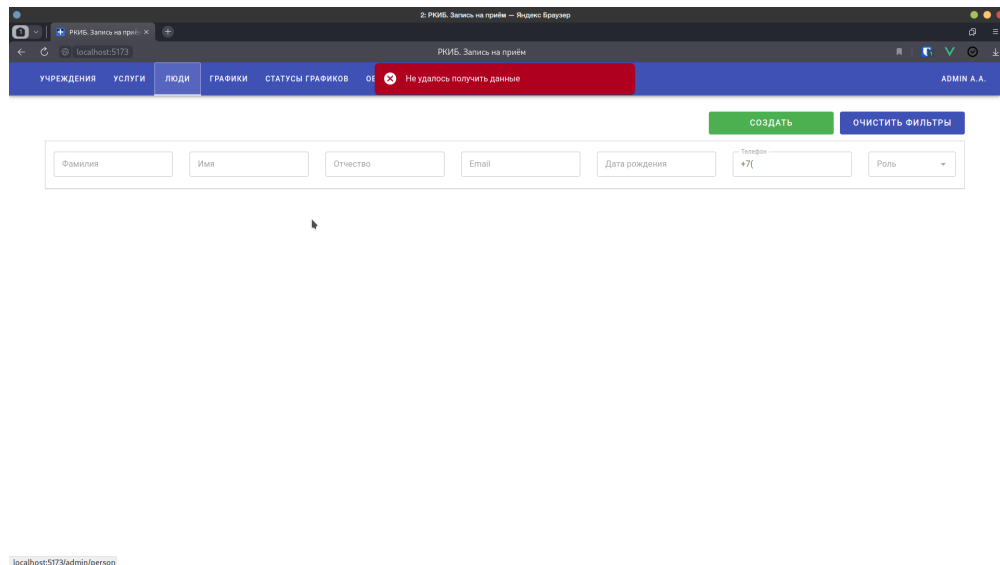 2: РКИБ. Запись на приём — Яндекс Браузер
1
РКИБ. Запись на приём
localhost:5173
РКИБ. Запись на приём
УЧРЕЖДЕНИЯ УСЛУГИ ЛЮДИ ГРАФИКИ СТАТУСЫ ГРАФИКОВ
Не удалось получить данные
ADMIN A.A.
СОЗДАТЬ
ОЧИСТИТЬ ФИЛЬТРЫ
Телефон
Фамилия Имя Отчество Email Дата рождения +7( Роль
localhost:5173/admin/person